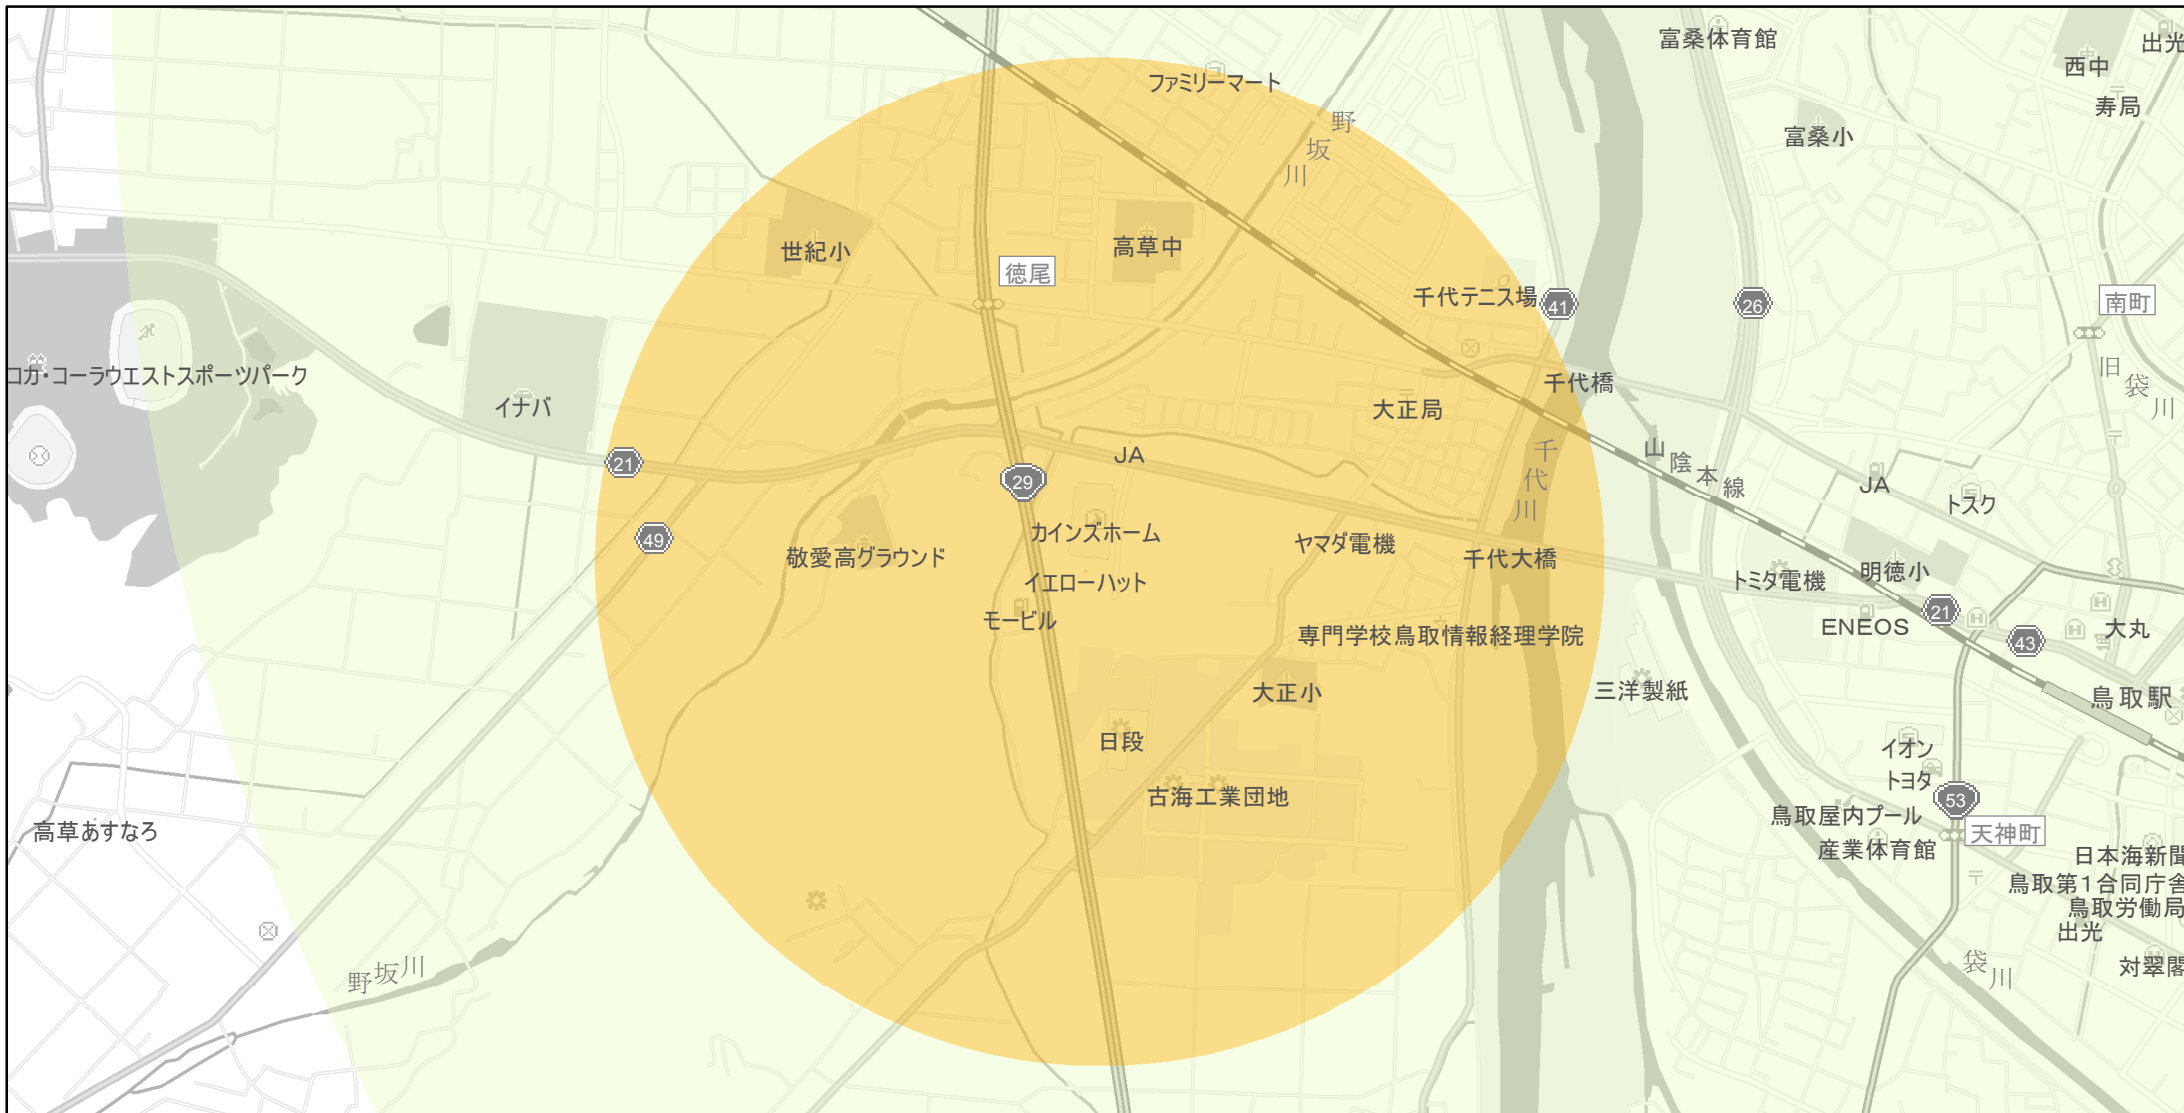 富桑体育館
出光
西中
ファミリーマート
寿局
野坂川
富桑小
世紀小
高草中
徳尾
千代テニス場
41
26
南町
コカ・コーラウエストスポーツパーク
千代橋
旧袋川
イナバ
大正局
千代川
山陰本線
JA
21
29
JA
トスク
49
カインズホーム
ヤマダ電機
千代大橋
敬愛高グラウンド
イエローハット
トミタ電機
明徳小
モービル
21
ENEOS
43
大丸
専門学校鳥取情報経理学院
大正小
三洋製紙
鳥取駅
日段
イオン
トヨタ
古海工業団地
53
鳥取屋内プール
高草あすなろ
天神町
産業体育館
日本海新聞
鳥取第1合同庁舎
鳥取労働局
出光
野坂川
袋川
対翠閣